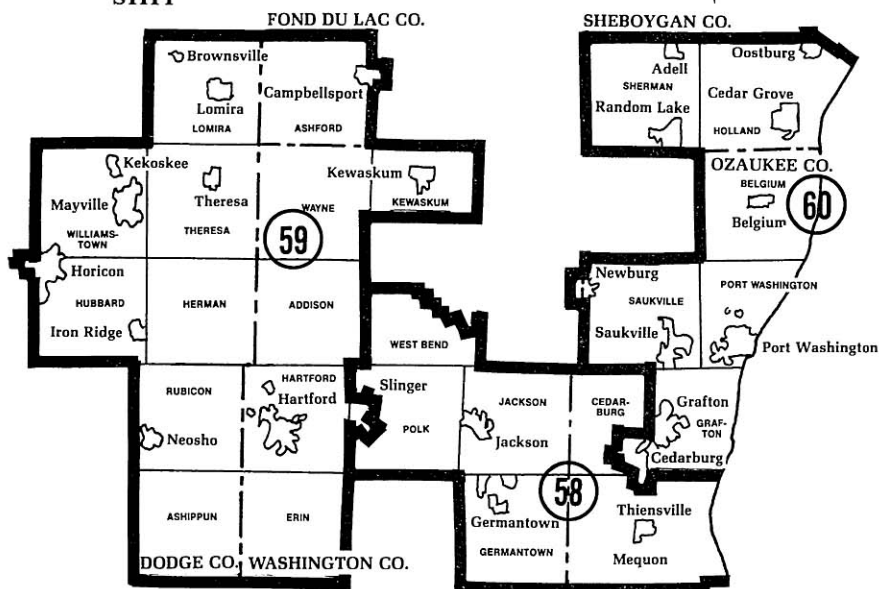 FOND DU LAC CO.
SHEBOYGAN CO.
Brownsville
Lomira
LOMIRA
Campbellsport
ASHFORD
Adell
SHERMAN
Random Lake
Oostburg
Cedar Grove
HOLLAND
Kekoskee
Mayville
WILLIAMS-
TOWN
Theresa
THERESA
WAYNE
59
Kewaskum
KEWASKUM
OZAUKEE CO.
BELGIUM
Belgium
60
Horicon
HUBBARD
Iron Ridge
HERMAN
ADDISON
WEST BEND
Newburg
SAUKVILLE
Saukville
PORT WASHINGTON
Port Washington
RUBICON
Neosho
HARTFORD
Hartford
Slinger
POLK
JACKSON
Jackson
CEDAR-
BURG
Grafton
GRAF-
TON
Cedarburg
ASHIPPUN
ERIN
58
Germantown
GERMANTOWN
Thiensville
Mequon
DODGE CO.
WASHINGTON CO.